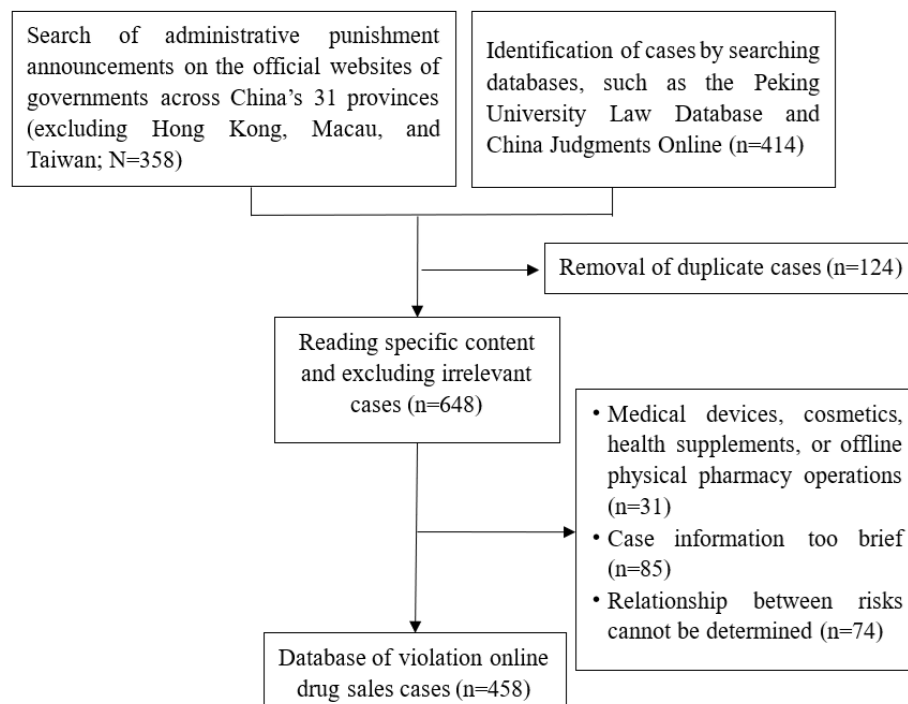 Search of administrative punishment
announcements on the official websites of
governments across China's 31 provinces
(excluding Hong Kong, Macau, and
Taiwan; N=358)
Identification of cases by searching
databases, such as the Peking
University Law Database and
China Judgments Online (n=414)
Removal of duplicate cases (n=124)
Reading specific content
and excluding irrelevant
cases (n=648)
• Medical devices, cosmetics,
health supplements, or offline
physical pharmacy operations
(n=31)
• Case information too brief
(n=85)
• Relationship between risks
cannot be determined (n=74)
Database of violation online
drug sales cases (n=458)